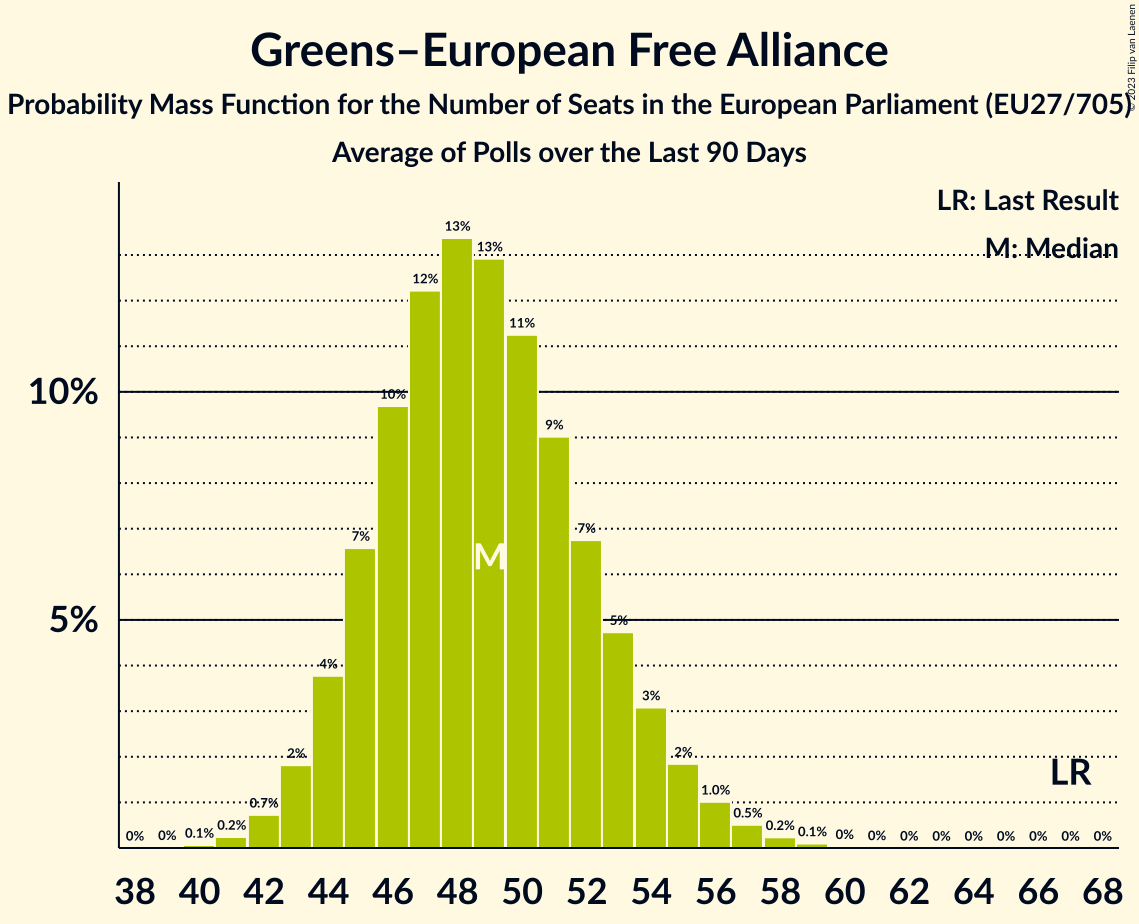 Greens–European Free Alliance
Probability Mass Function for the Number of Seats in the European Parliament (EU27/705)
Average of Polls over the Last 90 Days
© 2023 Filip van Laenen
LR: Last Result
M: Median
10%
5%
0% 0% 0.1% 0.2% 0.7% 2% 4% 7% 10% 12% 13% 13% 11% 9% 7% 5% 3% 2% 1.0% 0.5% 0.2% 0.1% 0% 0% 0% 0% 0% 0% 0% 0% 0%
M
LR
38 40 42 44 46 48 50 52 54 56 58 60 62 64 66 68